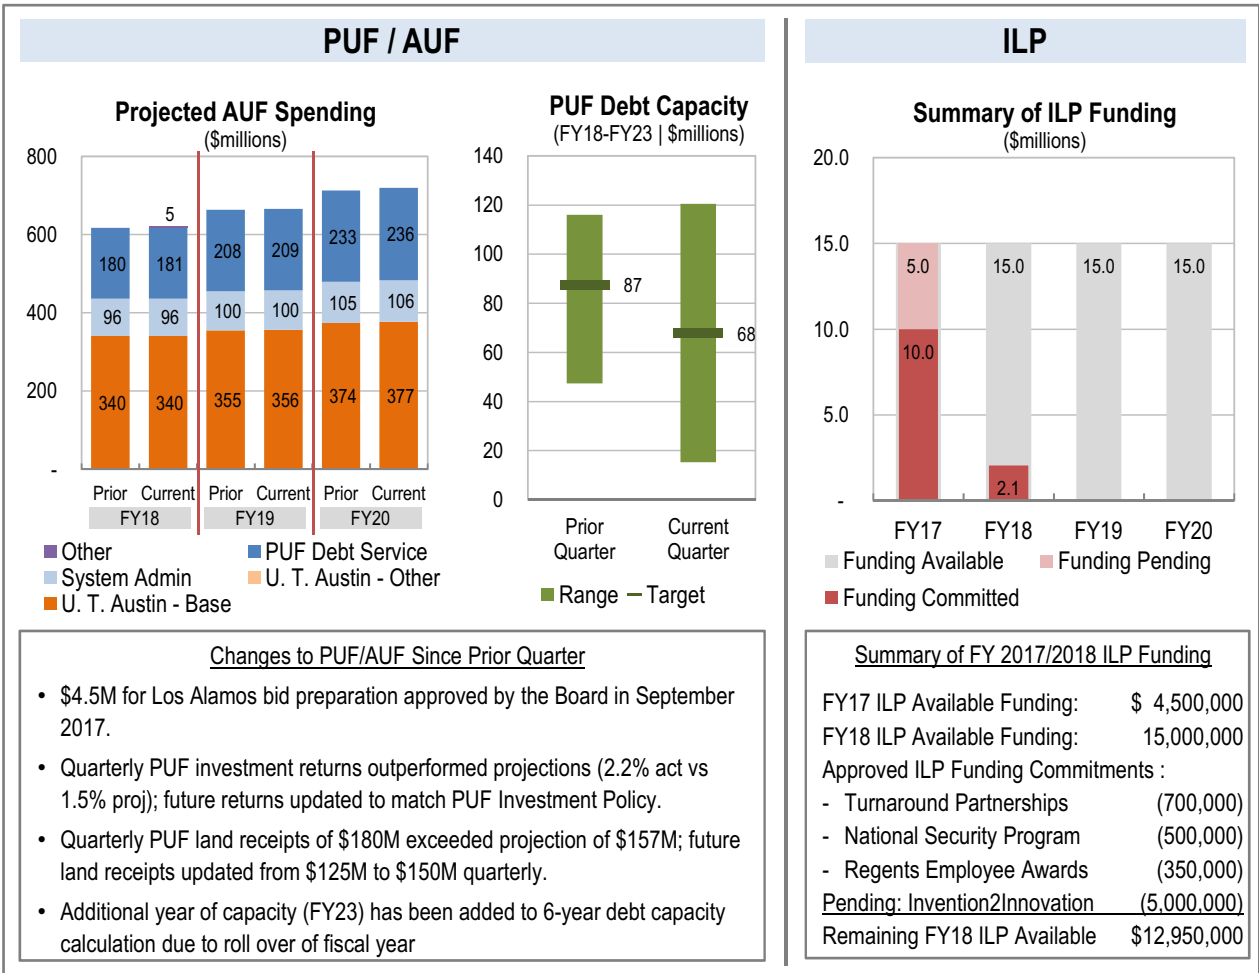 PUF / AUF
Projected AUF Spending
($millions)
800
600
400
200
-
5
180
181
208
209
233
236
96
96
100
100
105
106
340
340
355
356
374
377
Prior Current Prior Current Prior Current
FY18 FY19 FY20
Other PUF Debt Service
System Admin U. T. Austin - Other
U. T. Austin - Base
PUF Debt Capacity
(FY18-FY23 | $millions)
140
120
100
80
60
40
20
0
87
68
Prior Current
Quarter Quarter
Range Target
Changes to PUF/AUF Since Prior Quarter
• $4.5M for Los Alamos bid preparation approved by the Board in September
2017.
• Quarterly PUF investment returns outperformed projections (2.2% act vs
1.5% proj); future returns updated to match PUF Investment Policy.
• Quarterly PUF land receipts of $180M exceeded projection of $157M; future
land receipts updated from $125M to $150M quarterly.
• Additional year of capacity (FY23) has been added to 6-year debt capacity
calculation due to roll over of fiscal year
ILP
Summary of ILP Funding
($millions)
20.0
15.0
10.0
5.0
-
5.0 15.0 15.0 15.0
10.0
2.1
FY17 FY18 FY19 FY20
Funding Available Funding Pending
Funding Committed
Summary of FY 2017/2018 ILP Funding
FY17 ILP Available Funding: $ 4,500,000
FY18 ILP Available Funding: 15,000,000
Approved ILP Funding Commitments :
- Turnaround Partnerships (700,000)
- National Security Program (500,000)
- Regents Employee Awards (350,000)
Pending: Invention2Innovation (5,000,000)
Remaining FY18 ILP Available $12,950,000